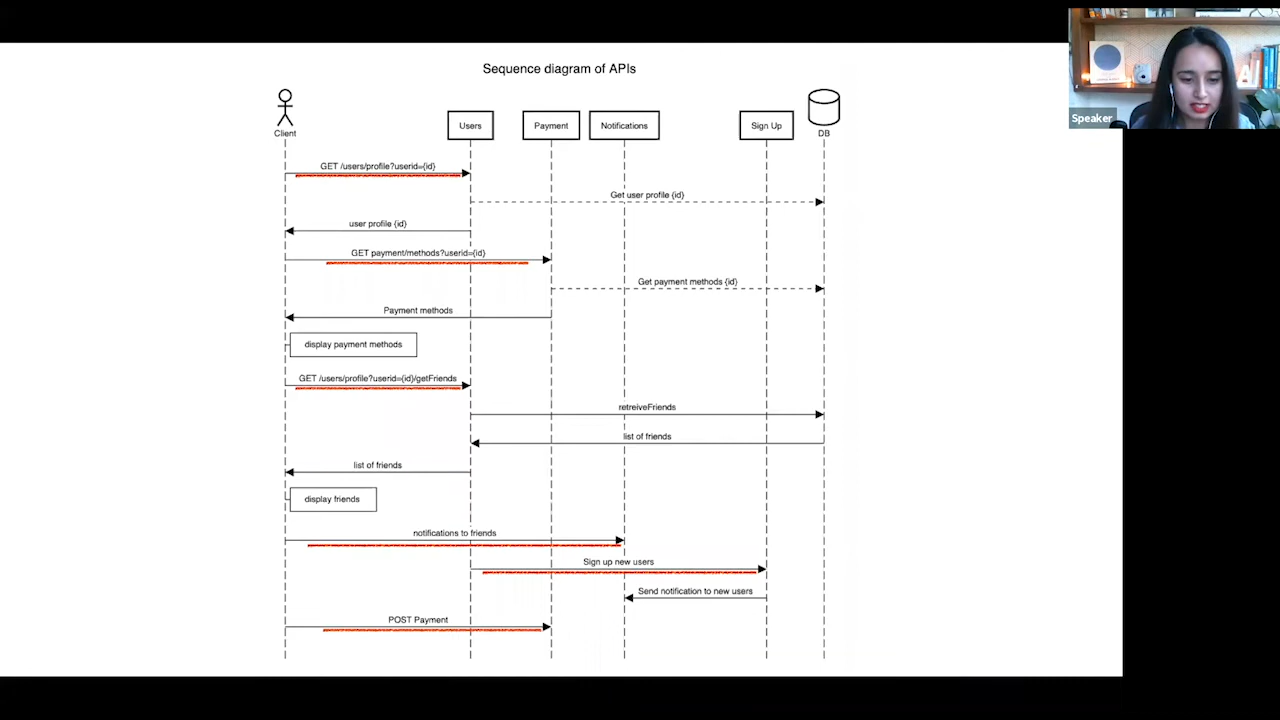 Sequence diagram of APIs
Client
Users
Payment
Notifications
Sign Up
DB
Speaker
GET /users/profile?userid={id}
Get user profile {id}
user profile {id}
GET payment/methods?userid={id}
Get payment methods {id}
Payment methods
display payment methods
GET /users/profile?userid={id}/getFriends
retreiveFriends
list of friends
list of friends
display friends
notifications to friends
Sign up new users
Send notification to new users
POST Payment